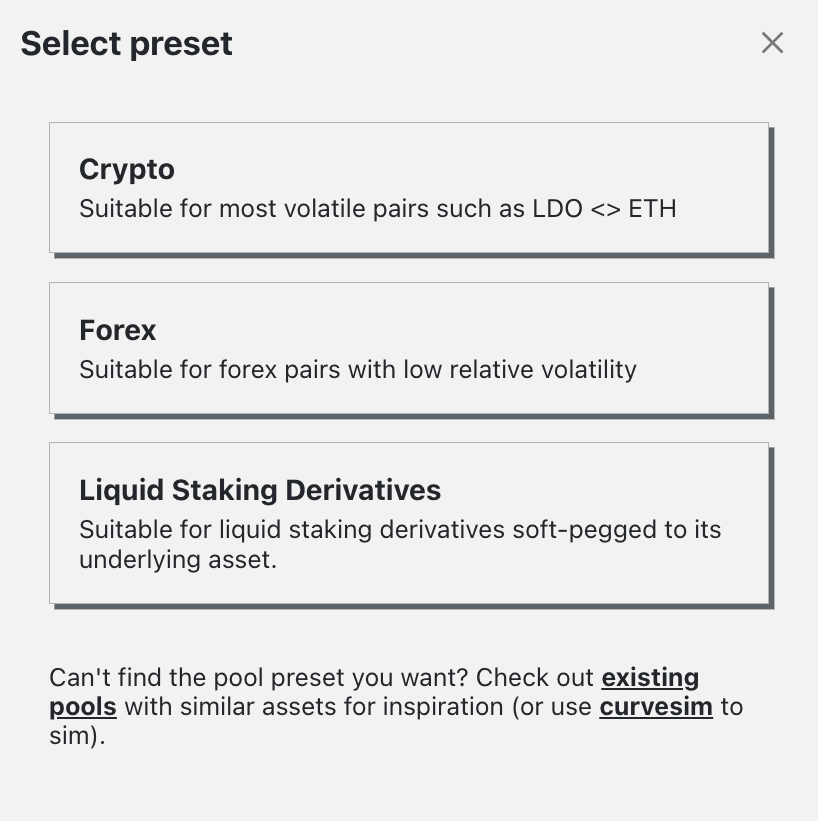 Select preset
Crypto
Suitable for most volatile pairs such as LDO <> ETH
Forex
Suitable for forex pairs with low relative volatility
Liquid Staking Derivatives
Suitable for liquid staking derivatives soft-pegged to its
underlying asset.
Can't find the pool preset you want? Check out existing
pools with similar assets for inspiration (or use curvesim to
sim).